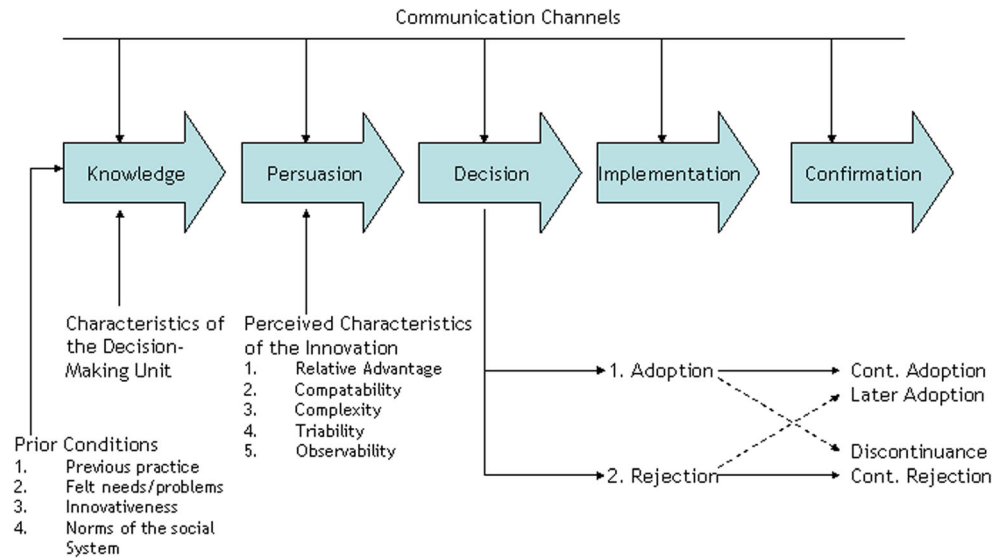 Communication Channels
Knowledge
Persuasion
Decision
Implementation
Confirmation
Characteristics of
the Decision-
Making Unit
Perceived Characteristics
of the Innovation
1. Relative Advantage
2. Compatability
3. Complexity
4. Triability
5. Observability
Prior Conditions
1. Previous practice
2. Felt needs/problems
3. Innovativeness
4. Norms of the social
System
1. Adoption
2. Rejection
Cont. Adoption
Later Adoption
Discontinuance
Cont. Rejection